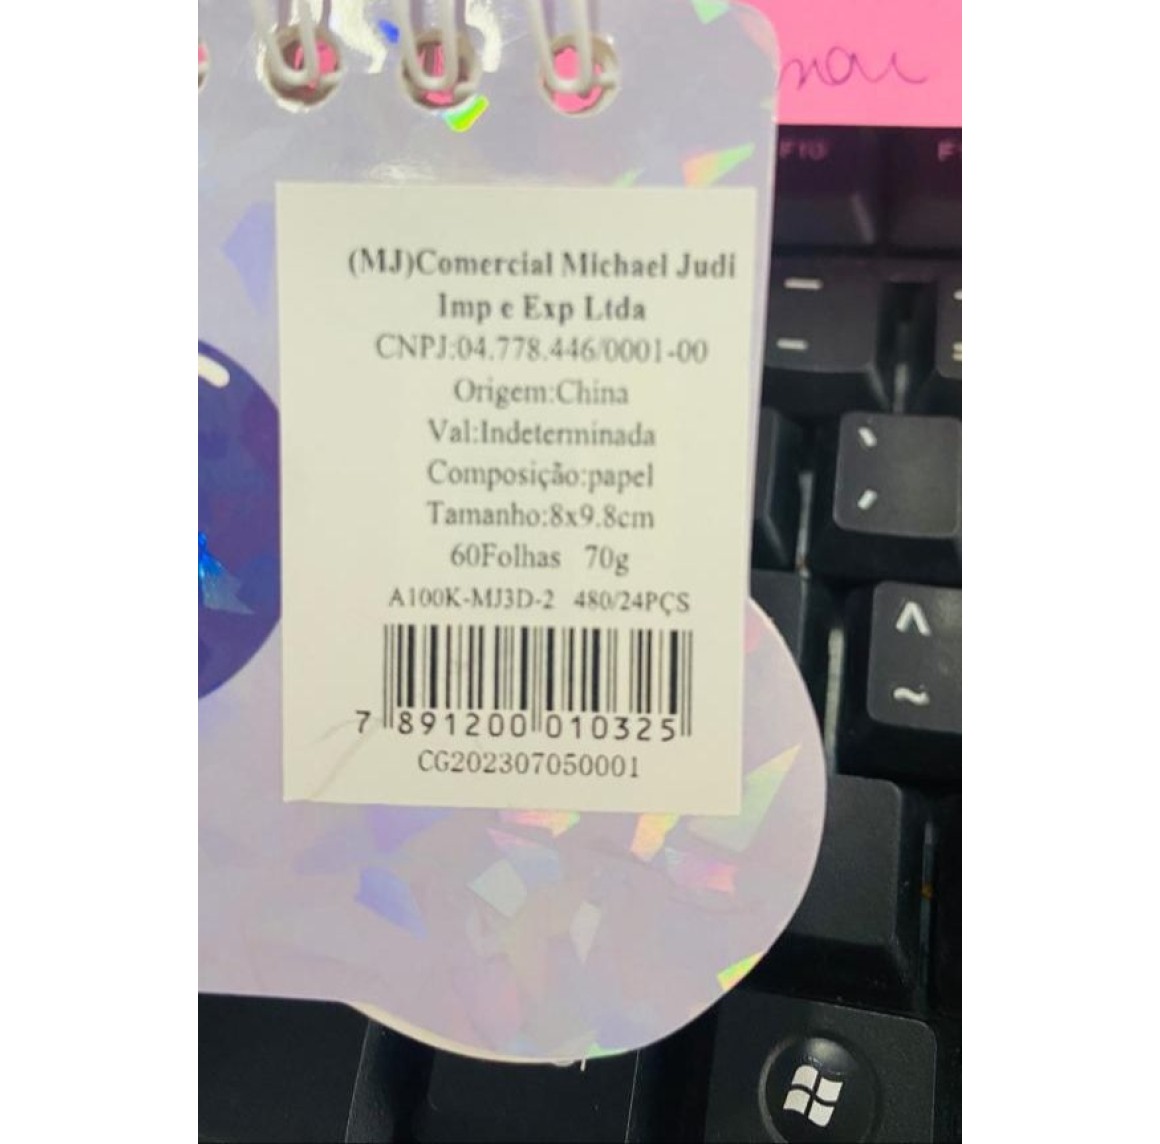 (MJ)Comercial Michael Judi
Imp e Exp Ltda
CNPJ:04.778.446/0001-00
Origem:China
Val:Indeterminada
Composição:papel
Tamanho:8x9.8cm
60Folhas 70g
A100K-MJ3D-2 480/24PÇS
7 891200 010325
CG202307050001
F10